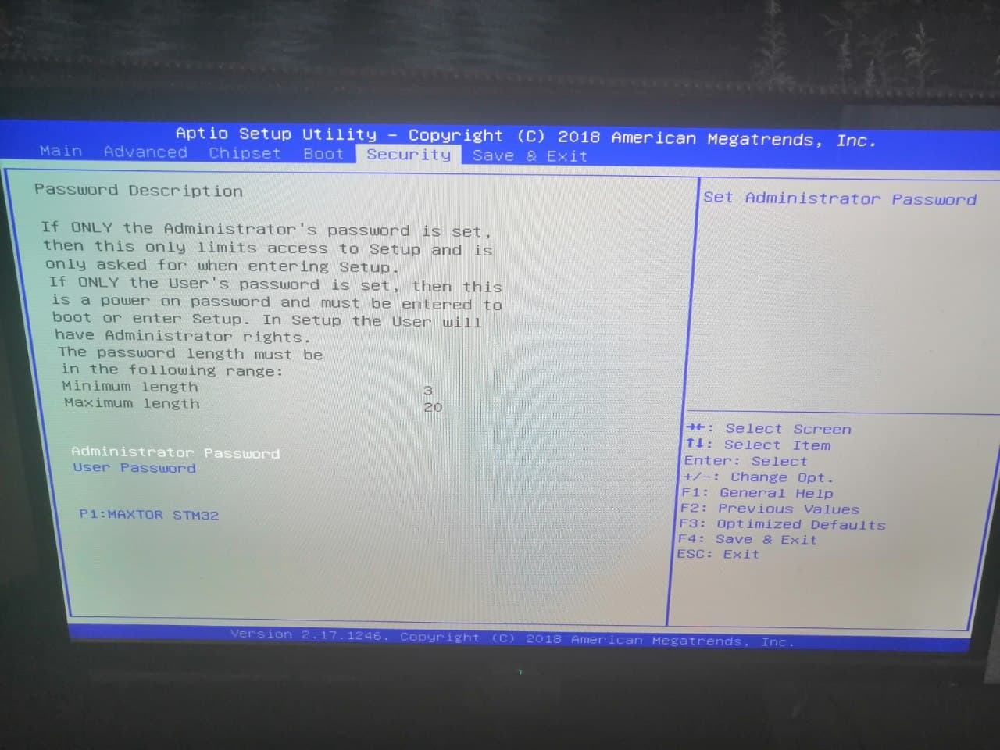 Aptio Setup Utility - Copyright (C) 2018 American Megatrends, Inc.
Main Advanced Chipset Boot Security Save & Exit
Password Description
If ONLY the Administrator's password is set,
then this only limits access to Setup and is
only asked for when entering Setup.
If ONLY the User's password is set, then this
is a power on password and must be entered to
boot or enter Setup. In Setup the User will
have Administrator rights.
The password length must be
in the following range:
Minimum length 3
Maximum length 20
Administrator Password
User Password
P1:MAXTOR STM32
Set Administrator Password
→←: Select Screen
↑↓: Select Item
Enter: Select
+/-: Change Opt.
F1: General Help
F2: Previous Values
F3: Optimized Defaults
F4: Save & Exit
ESC: Exit
Version 2.17.1246. Copyright (C) 2018 American Megatrends, Inc.